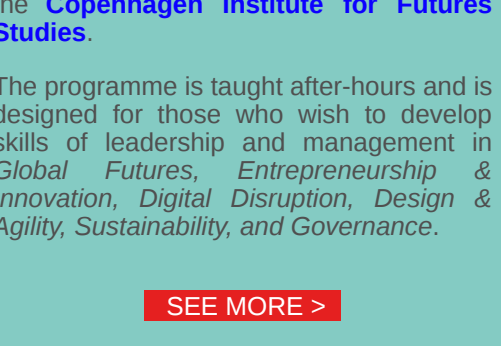 the Copenhagen Institute for Futures
Studies.
The programme is taught after-hours and is
designed for those who wish to develop
skills of leadership and management in
Global Futures, Entrepreneurship &
Innovation, Digital Disruption, Design &
Agility, Sustainability, and Governance.
SEE MORE >